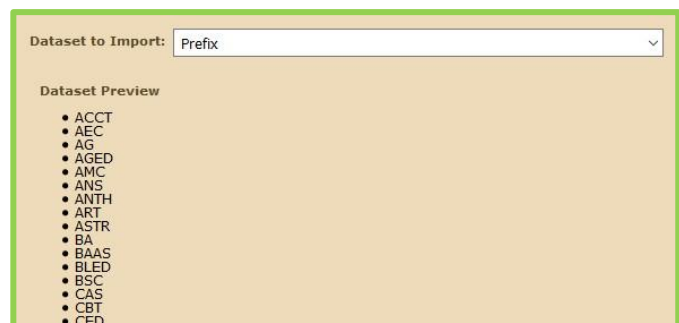 Dataset to Import: Prefix
Dataset Preview
• ACCT
• AEC
• AG
• AGED
• AMC
• ANS
• ANTH
• ART
• ASTR
• BA
• BAAS
• BLED
• BSC
• CAS
• CBT
• CED